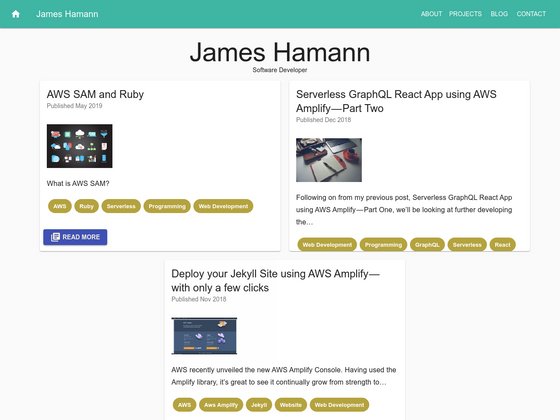 James Hamann
ABOUT PROJECTS BLOG CONTACT
James Hamann
Software Developer
AWS SAM and Ruby
Published May 2019
What is AWS SAM?
AWS Ruby Serverless Programming Web Development
READ MORE
Serverless GraphQL React App using AWS
Amplify — Part Two
Published Dec 2018
Following on from my previous post, Serverless GraphQL React App
using AWS Amplify — Part One, we’ll be looking at further developing
the…
Web Development Programming GraphQL Serverless React
Deploy your Jekyll Site using AWS Amplify —
with only a few clicks
Published Nov 2018
AWS recently unveiled the new AWS Amplify Console. Having used the
Amplify library, it’s great to see it continually grow from strength to…
AWS Aws Amplify Jekyll Website Web Development